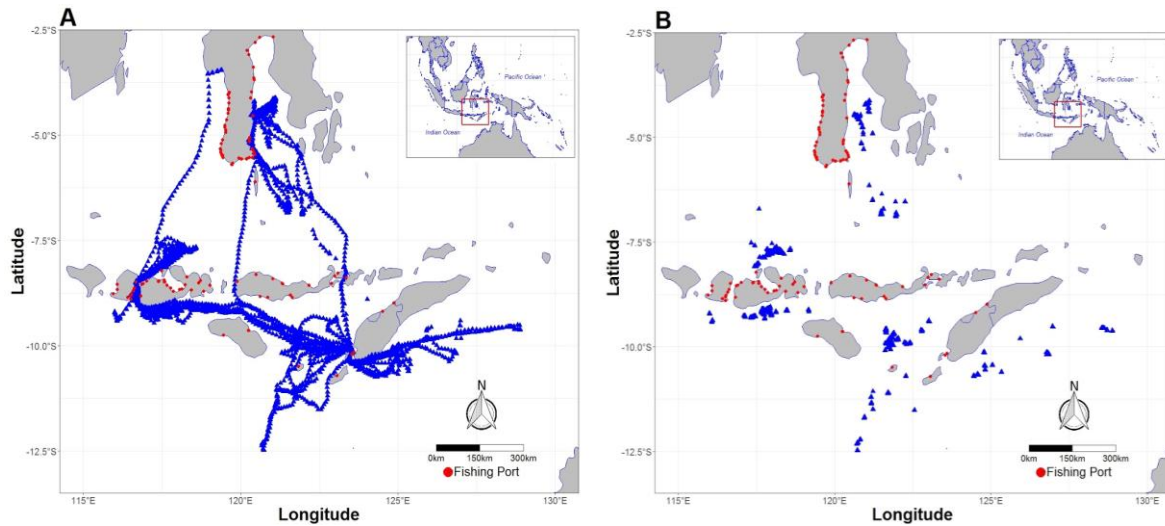 A
-2.5°S
-5.0°S
-7.5°S
-10.0°S
-12.5°S
Latitude
115°E
120°E
125°E
130°E
Longitude
Pacific Ocean
Indian Ocean
N
0km
150km
300km
Fishing Port
B
-2.5°S
-5.0°S
-7.5°S
-10.0°S
-12.5°S
Latitude
115°E
120°E
125°E
130°E
Longitude
Pacific Ocean
Indian Ocean
N
0km
150km
300km
Fishing Port